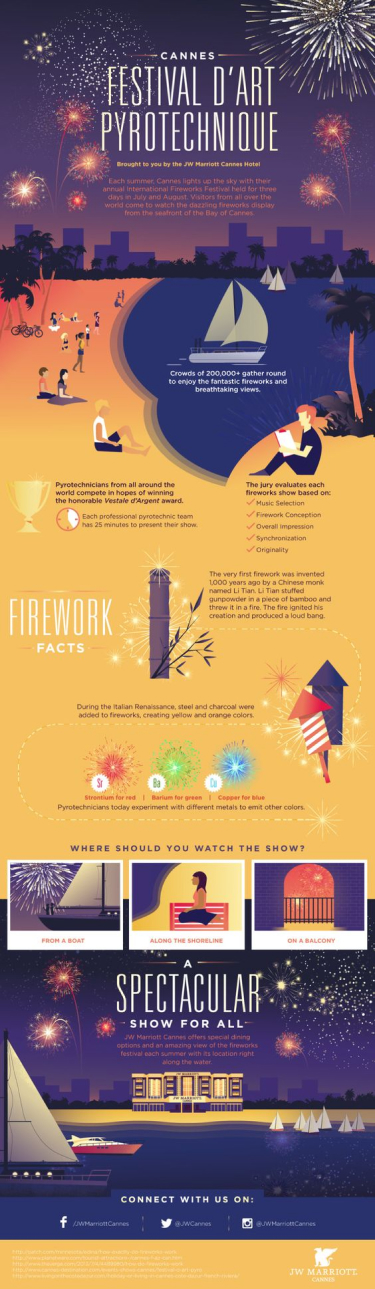 CANNES
FESTIVAL D'ART
PYROTECHNIQUE
Brought to you by the JW Marriott Cannes Hotel
Each summer, Cannes lights up the sky with their
annual International Fireworks Festival held for three
days in July and August. Visitors from all over the
world come to watch the dazzling fireworks display
from the seafront of the Bay of Cannes
Crowds of 200,000+ gather round
to enjoy the fantastic fireworks and
breathtaking views.
Pyrotechnicians from all around the
world compete in hopes of winning
the honorable Vestale d'Argent award.
Each professional pyrotechnic team
has 25 minutes to present their show.
The jury evaluates each
fireworks show based on:
Music Selection
Firework Conception
Overall Impression
Synchronization
Originality
The very first firework was invented
1,000 years ago by a Chinese monk
named Li Tian. Li Tian stuffed
gunpowder in a piece of bamboo and
threw it in a fire. The fire ignited his
creation and produced a loud bang.
FIREWORK
FACTS
During the Italian Renaissance, steel and charcoal were
added to fireworks, creating yellow and orange colors.
Sr
Ba
Cu
Strontium for red | Barium for green | Copper for blue
Pyrotechnicians today experiment with different metals to emit other colors.
WHERE SHOULD YOU WATCH THE SHOW?
FROM A BOAT
ALONG THE SHORELINE
ON A BALCONY
A
SPECTACULAR
SHOW FOR ALL
JW Marriott Cannes offers special dining
options and an amazing view of the fireworks
festival each summer with its location right
along the water.
JW MARRIOTT
CONNECT WITH US ON:
/JWMarriottCannes
@JWCannes
@JWMarriottCannes
JW MARRIOTT
CANNES